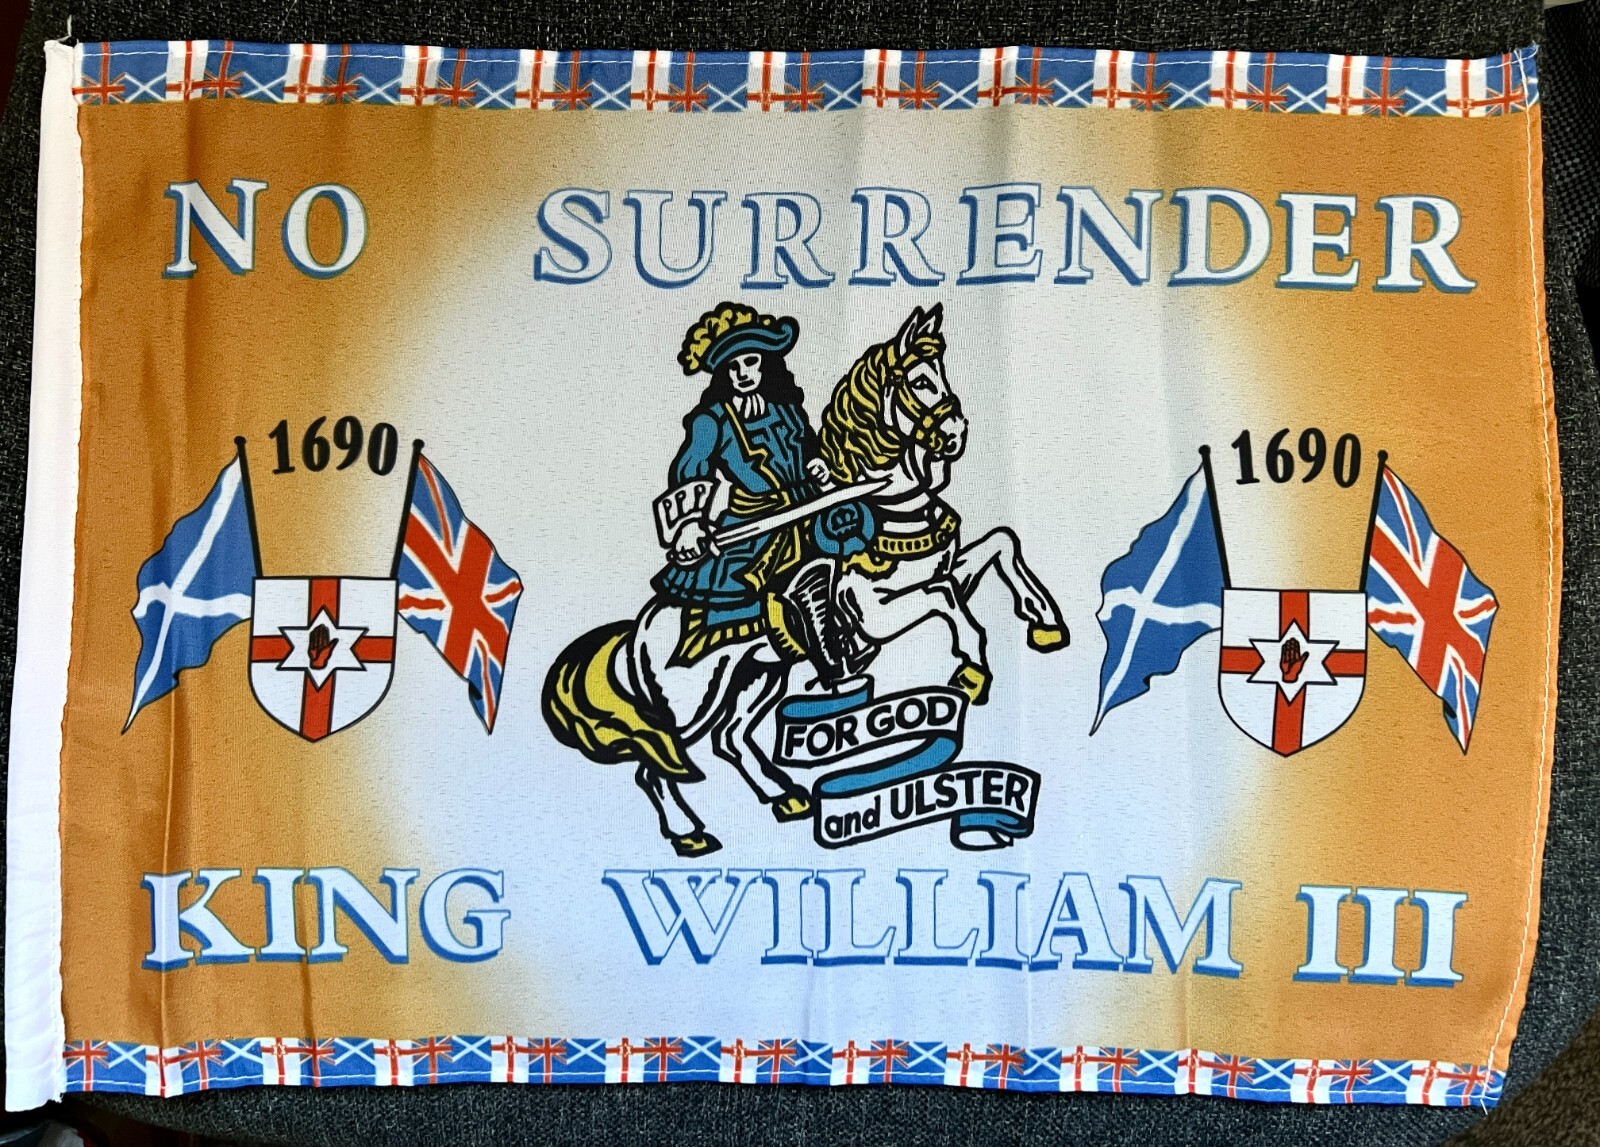 NO SURRENDER
1690 1690
FOR GOD
and ULSTER
KING WILLIAM III